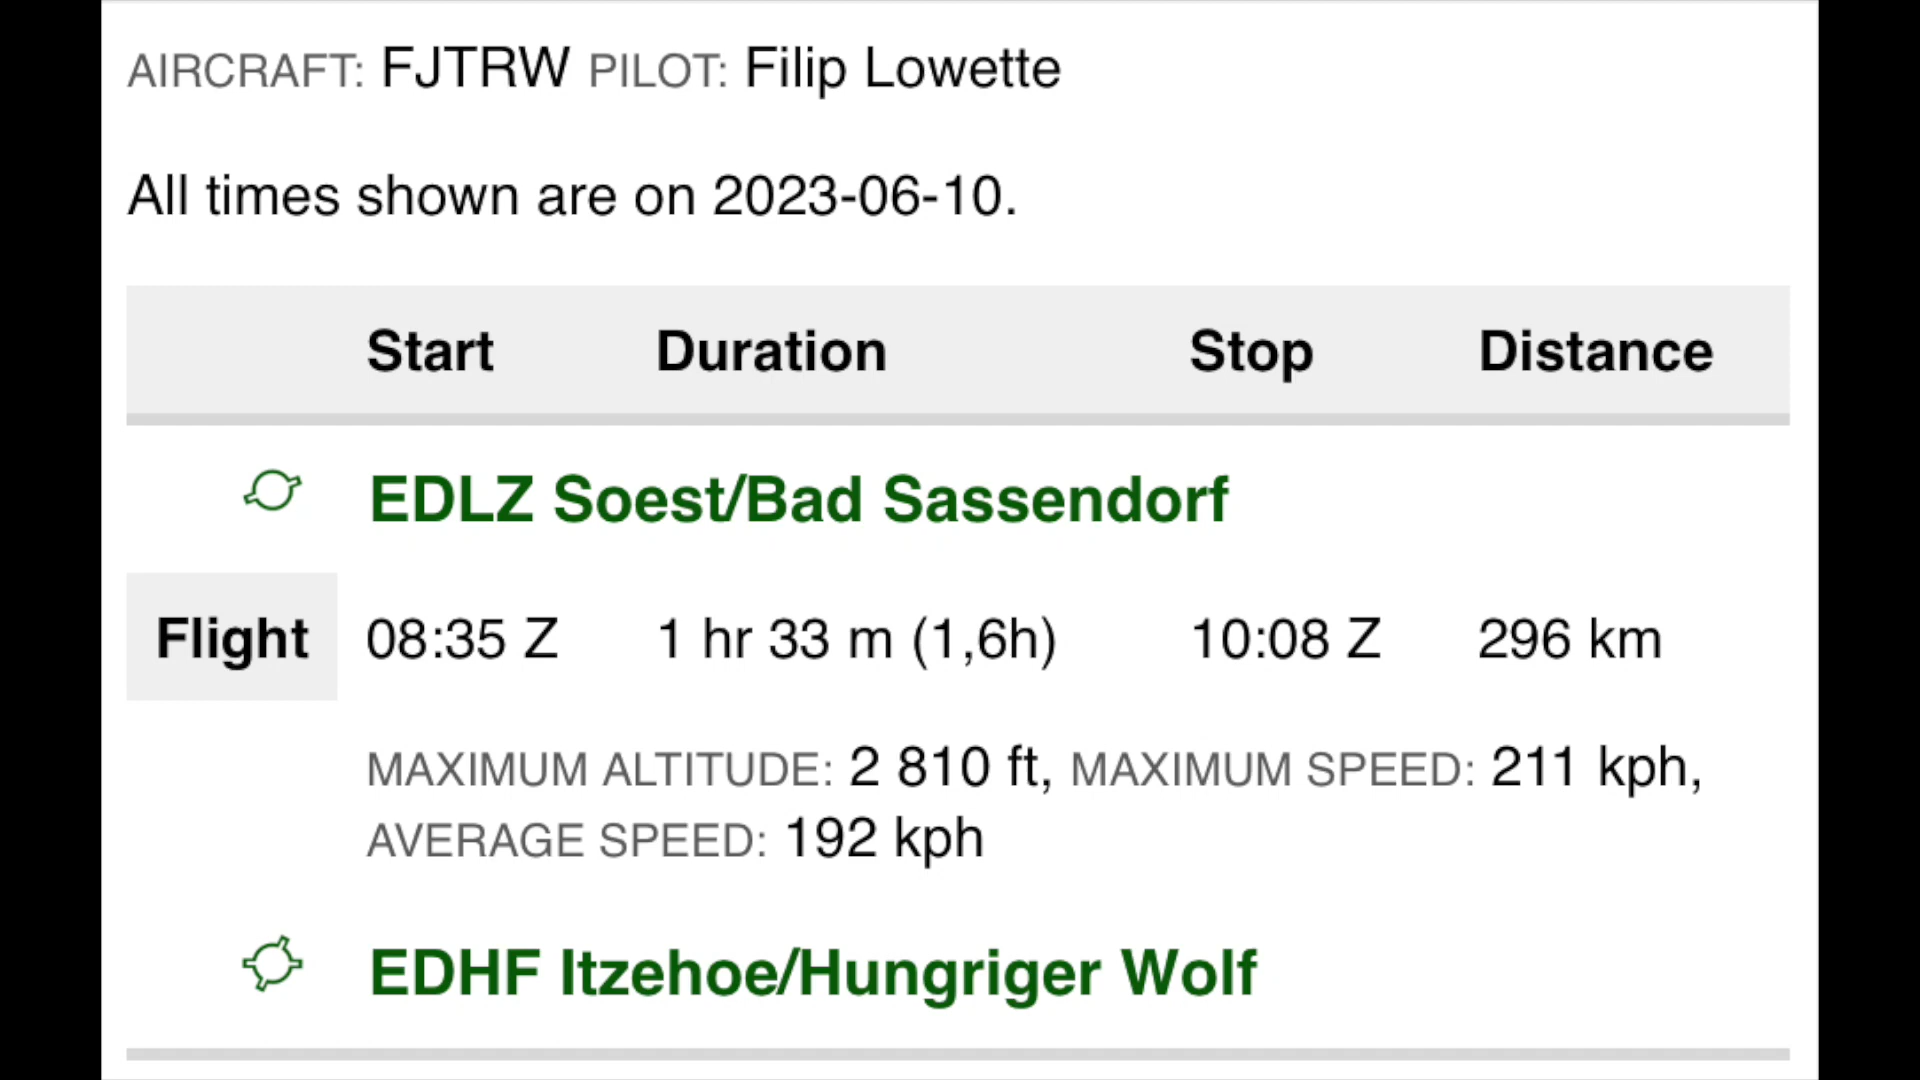 AIRCRAFT: FJTRW PILOT: Filip Lowette
All times shown are on 2023-06-10.
Start Duration Stop Distance
EDLZ Soest/Bad Sassendorf
Flight 08:35 Z 1 hr 33 m (1,6h) 10:08 Z 296 km
MAXIMUM ALTITUDE: 2 810 ft, MAXIMUM SPEED: 211 kph,
AVERAGE SPEED: 192 kph
EDHF Itzehoe/Hungriger Wolf